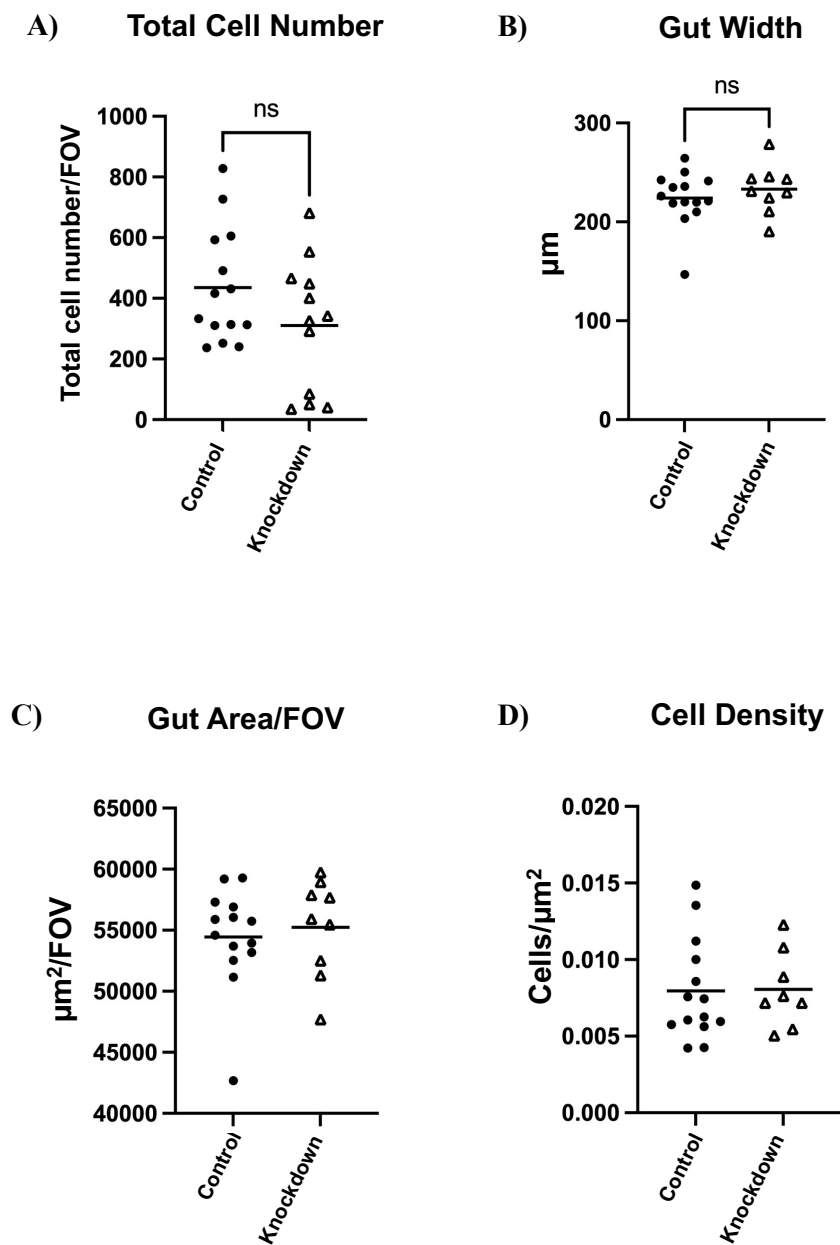 A) Total Cell Number
ns
Total cell number/FOV
1000
800
600
400
200
0
Control
Knockdown
B) Gut Width
ns
µm
300
200
100
0
Control
Knockdown
C) Gut Area/FOV
µm²/FOV
65000
60000
55000
50000
45000
40000
Control
Knockdown
D) Cell Density
Cells/µm²
0.020
0.015
0.010
0.005
0.000
Control
Knockdown